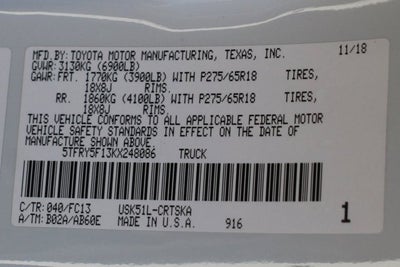 MFD BY: TOYOTA MOTOR MANUFACTURING, TEXAS, INC. 11/18
GVWR: 3130KG (6900LB)
GAWR: FRT. 1770KG (3900LB) WITH P275/65R18 TIRES,
18X8J RIMS.
RR. 1860KG (4100LB) WITH P275/65R18 TIRES,
18X8J RIMS.
THIS VEHICLE CONFORMS TO ALL APPLICABLE FEDERAL MOTOR
VEHICLE SAFETY STANDARDS IN EFFECT ON THE DATE OF
MANUFACTURE SHOWN ABOVE.
5TFRY5F13KX248086 TRUCK
C/TR: 040/FC13 USK51L-CRTSKA 1
A/TM: B02A/AB60E MADE IN U.S.A. 916